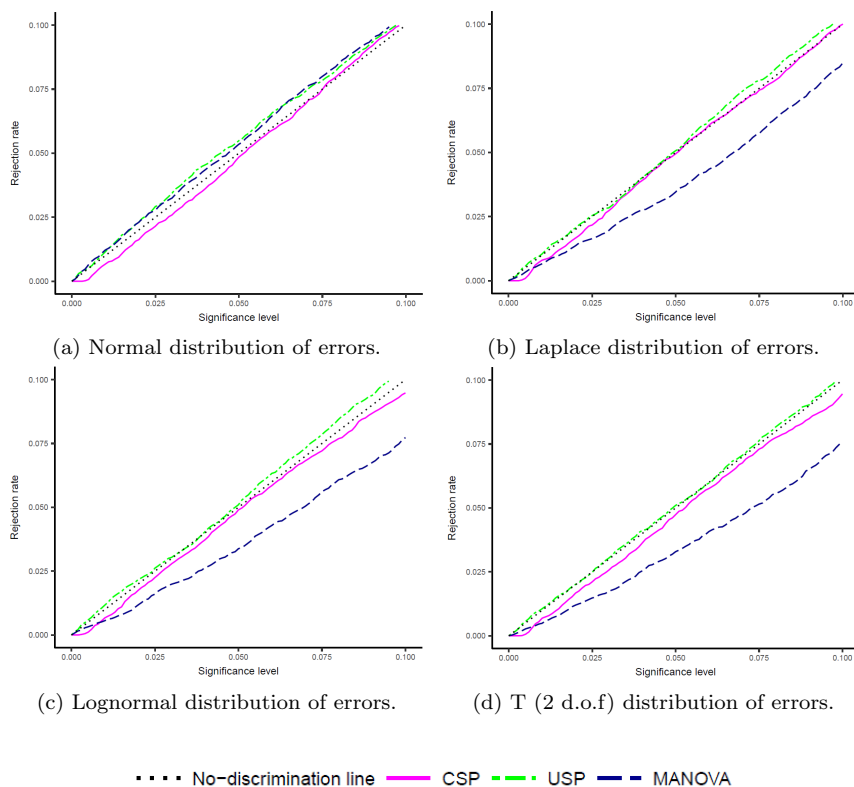 0.100
0.075
0.050
0.025
0.000
Rejection rate
0.000 0.025 0.050 0.075 0.100
Significance level
(a) Normal distribution of errors.
0.100
0.075
0.050
0.025
0.000
Rejection rate
0.000 0.025 0.050 0.075 0.100
Significance level
(b) Laplace distribution of errors.
0.100
0.075
0.050
0.025
0.000
Rejection rate
0.000 0.025 0.050 0.075 0.100
Significance level
(c) Lognormal distribution of errors.
0.100
0.075
0.050
0.025
0.000
Rejection rate
0.000 0.025 0.050 0.075 0.100
Significance level
(d) T (2 d.o.f) distribution of errors.
No−discrimination line CSP USP MANOVA